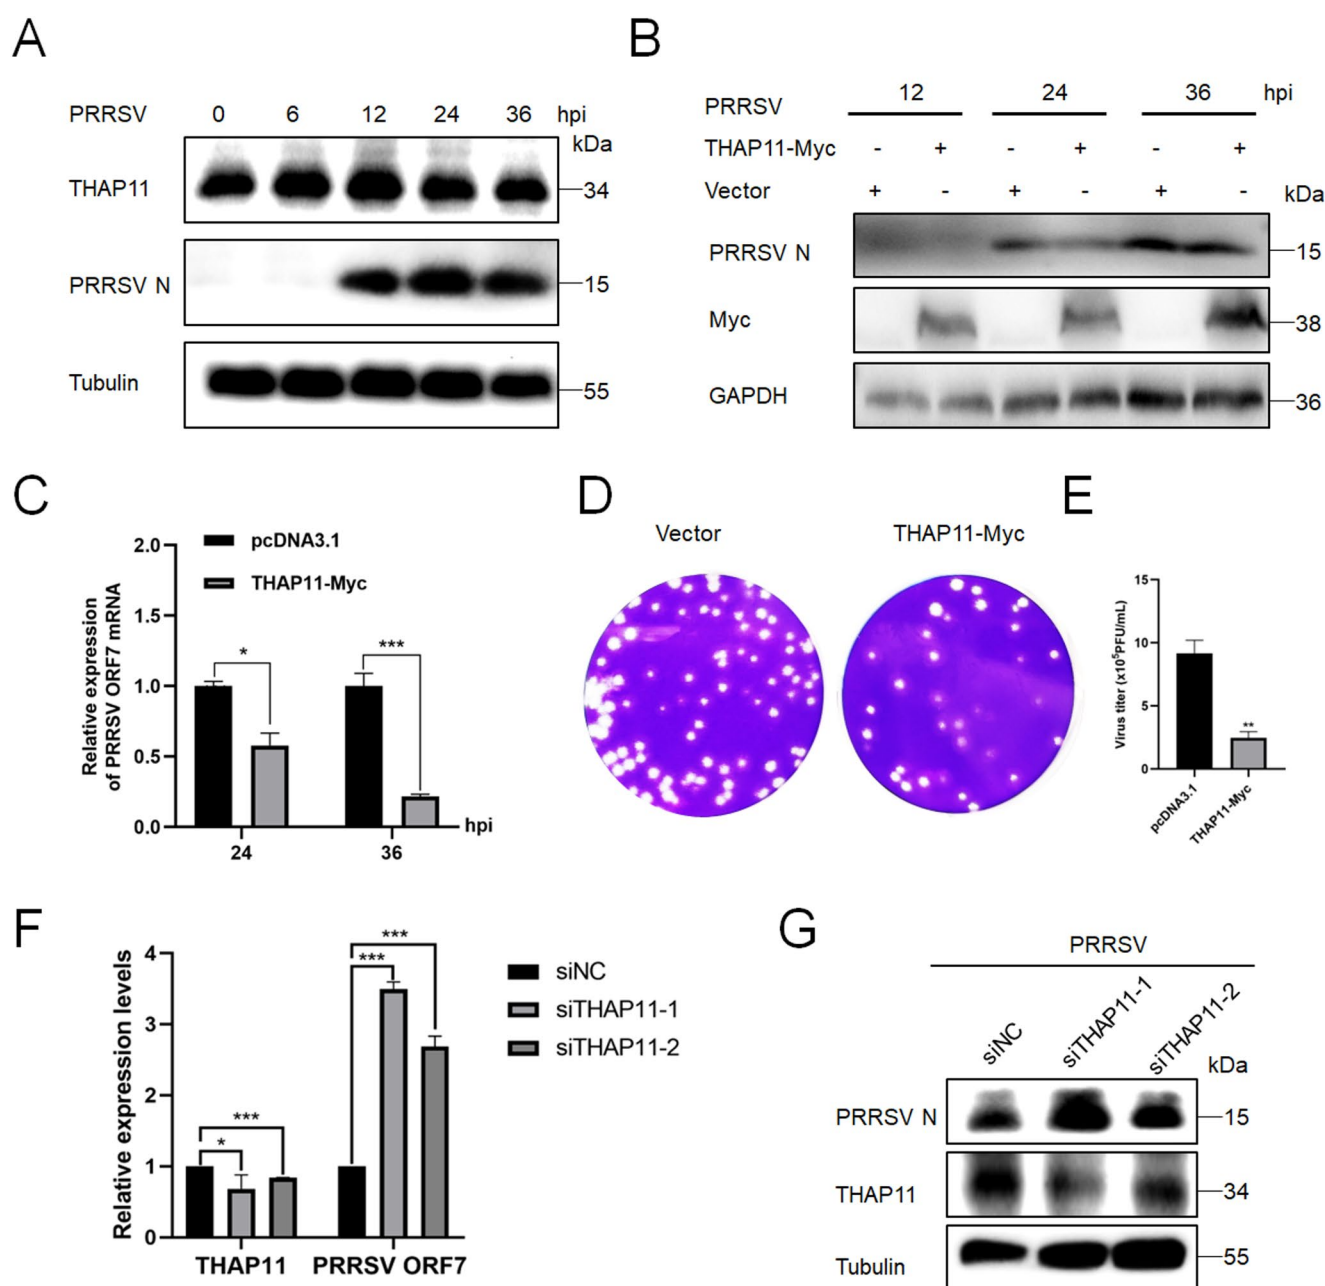 A
PRRSV 0 6 12 24 36 hpi
kDa
THAP11 34
PRRSV N 15
Tubulin 55
B
PRRSV 12 24 36 hpi
THAP11-Myc - + - + - +
Vector + - + - + - kDa
PRRSV N 15
Myc 38
GAPDH 36
C
pcDNA3.1
THAP11-Myc
Relative expression
of PRRSV ORF7 mRNA
2.0
1.5
1.0
0.5
0.0
* ***
24 36 hpi
D
Vector THAP11-Myc
E
Virus titer (x10⁵PFU/mL)
15
10
5
0
**
pcDNA3.1
THAP11-Myc
F
Relative expression levels
4
3
2
1
0
*
***
***
***
THAP11 PRRSV ORF7
siNC
siTHAP11-1
siTHAP11-2
G
PRRSV
siNC siTHAP11-1 siTHAP11-2
kDa
PRRSV N 15
THAP11 34
Tubulin 55